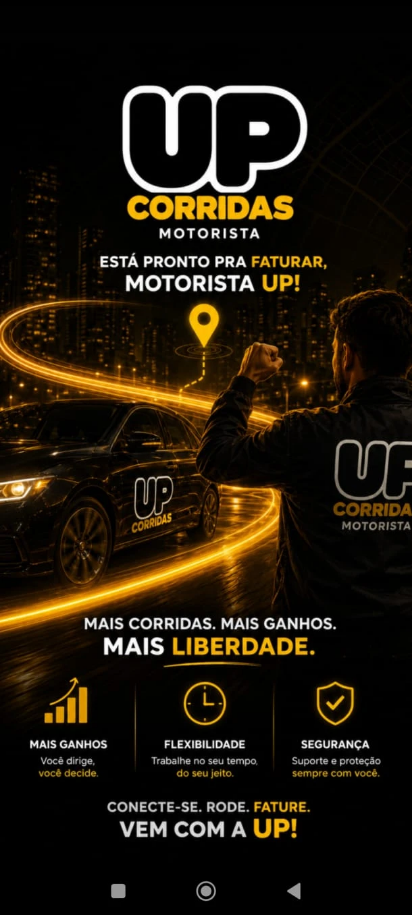 UP
CORRIDAS
MOTORISTA
ESTÁ PRONTO PRA FATURAR,
MOTORISTA UP!
UP
CORRIDAS
UP
CORRIDA
MOTORISTA
MAIS CORRIDAS. MAIS GANHOS.
MAIS LIBERDADE.
MAIS GANHOS
Você dirige,
você decide.
FLEXIBILIDADE
Trabalhe no seu tempo,
do seu jeito.
SEGURANÇA
Suporte e proteção
sempre com você.
CONECTE-SE. RODE. FATURE.
VEM COM A UP!